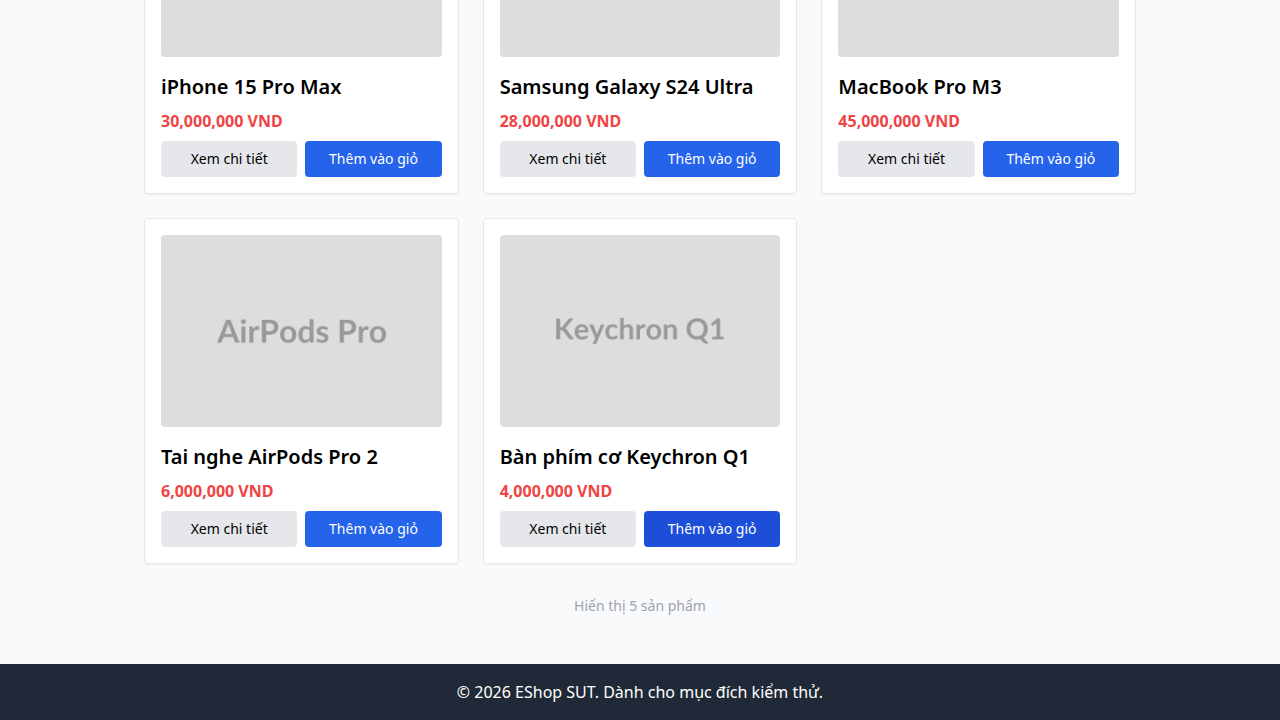 iPhone 15 Pro Max
Samsung Galaxy S24 Ultra
MacBook Pro M3
30,000,000 VND
28,000,000 VND
45,000,000 VND
Xem chi tiết
Thêm vào giỏ
Xem chi tiết
Thêm vào giỏ
Xem chi tiết
Thêm vào giỏ
AirPods Pro
Keychron Q1
Tai nghe AirPods Pro 2
Bàn phím cơ Keychron Q1
6,000,000 VND
4,000,000 VND
Xem chi tiết
Thêm vào giỏ
Xem chi tiết
Thêm vào giỏ
Hiển thị 5 sản phẩm
© 2026 EShop SUT. Dành cho mục đích kiểm thử.